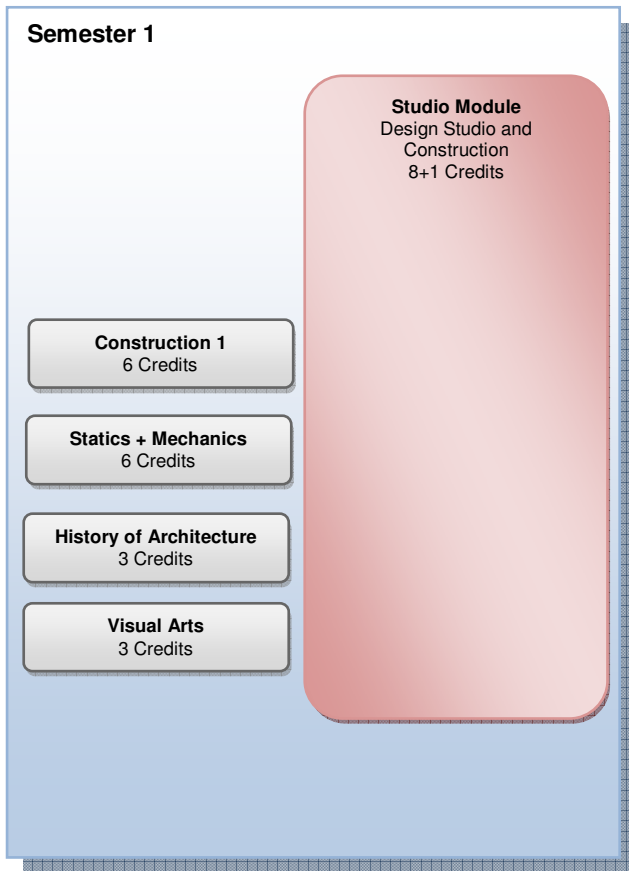 Semester 1
Studio Module
Design Studio and
Construction
8+1 Credits
Construction 1
6 Credits
Statics + Mechanics
6 Credits
History of Architecture
3 Credits
Visual Arts
3 Credits